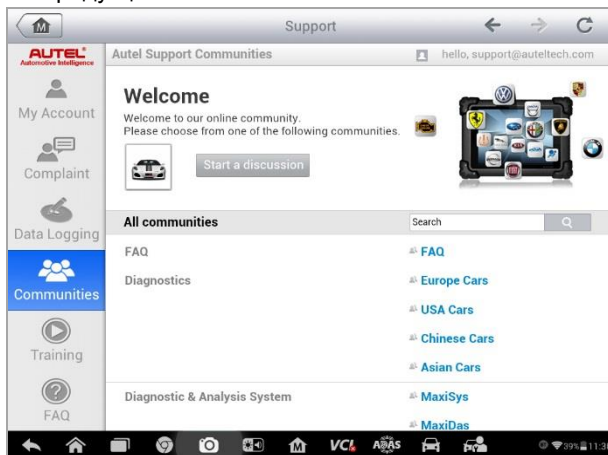 Support
AUTEL
Automotive Intelligence
Autel Support Communities
hello, support@auteltech.com
My Account
Complaint
Data Logging
Communities
Training
FAQ
Welcome
Welcome to our online community.
Please choose from one of the following communities.
Start a discussion
All communities
Search
FAQ
FAQ
Diagnostics
Europe Cars
USA Cars
Chinese Cars
Asian Cars
Diagnostic & Analysis System
MaxiSys
MaxiDas
VCI
ADAS
39%